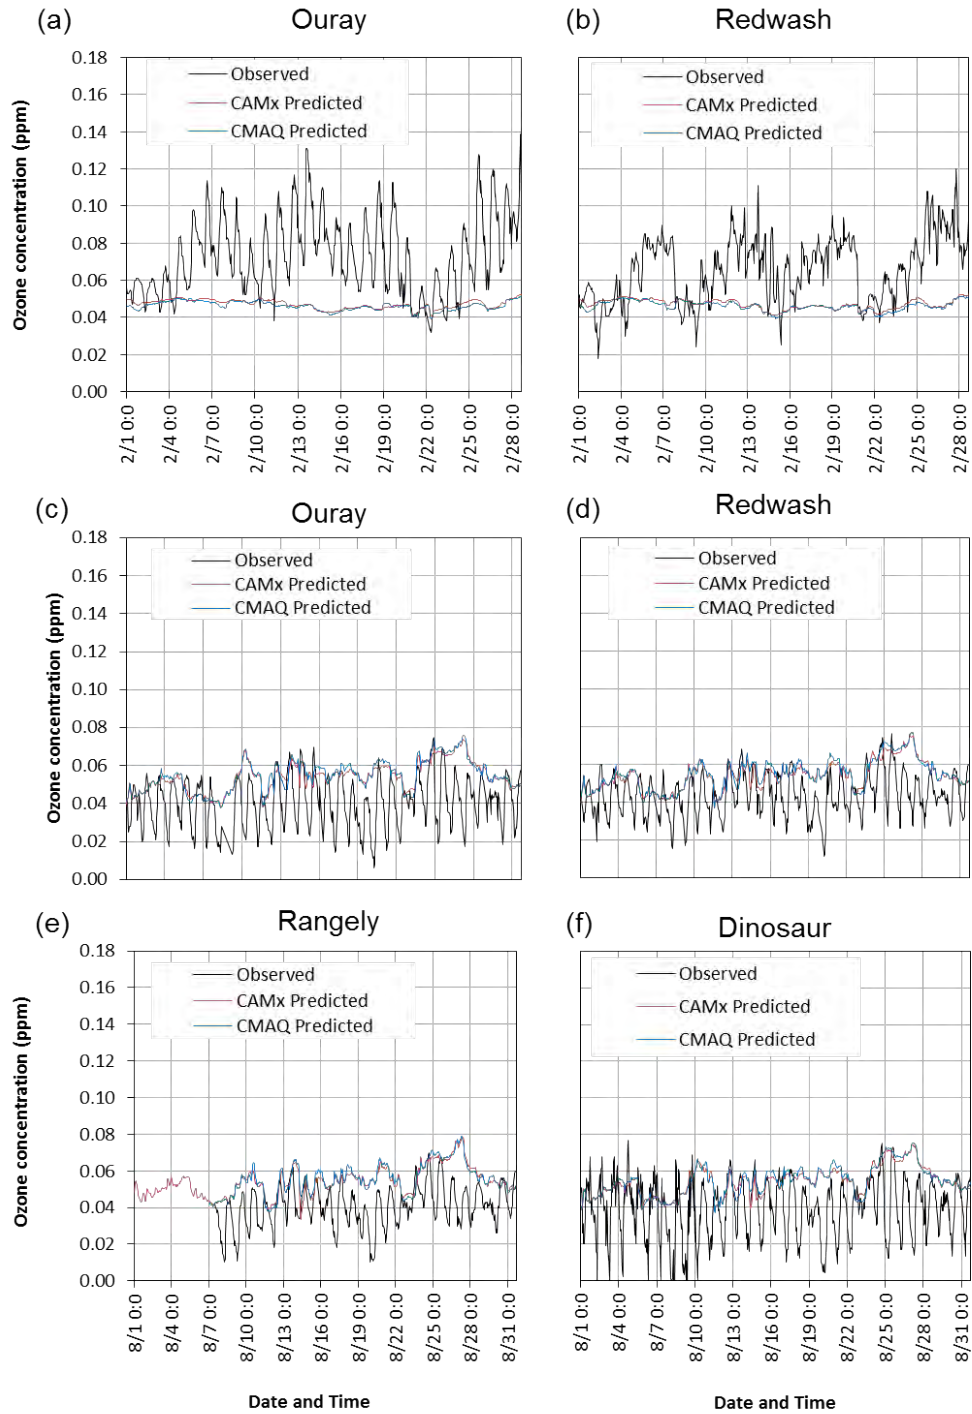 (a) Ouray
(b) Redwash
Ozone concentration (ppm)
0.18
0.16
0.14
0.12
0.10
0.08
0.06
0.04
0.02
0.00
Observed
CAMx Predicted
CMAQ Predicted
2/1 0:0
2/4 0:0
2/7 0:0
2/10 0:0
2/13 0:0
2/16 0:0
2/19 0:0
2/22 0:0
2/25 0:0
2/28 0:0
Observed
CAMx Predicted
CMAQ Predicted
2/1 0:0
2/4 0:0
2/7 0:0
2/10 0:0
2/13 0:0
2/16 0:0
2/19 0:0
2/22 0:0
2/25 0:0
2/28 0:0
(c) Ouray
(d) Redwash
Ozone concentration (ppm)
0.18
0.16
0.14
0.12
0.10
0.08
0.06
0.04
0.02
0.00
Observed
CAMx Predicted
CMAQ Predicted
Observed
CAMx Predicted
CMAQ Predicted
(e) Rangely
(f) Dinosaur
Ozone concentration (ppm)
0.18
0.16
0.14
0.12
0.10
0.08
0.06
0.04
0.02
0.00
Observed
CAMx Predicted
CMAQ Predicted
8/1 0:0
8/4 0:0
8/7 0:0
8/10 0:0
8/13 0:0
8/16 0:0
8/19 0:0
8/22 0:0
8/25 0:0
8/28 0:0
8/31 0:0
Observed
CAMx Predicted
CMAQ Predicted
8/1 0:0
8/4 0:0
8/7 0:0
8/10 0:0
8/13 0:0
8/16 0:0
8/19 0:0
8/22 0:0
8/25 0:0
8/28 0:0
8/31 0:0
Date and Time
Date and Time